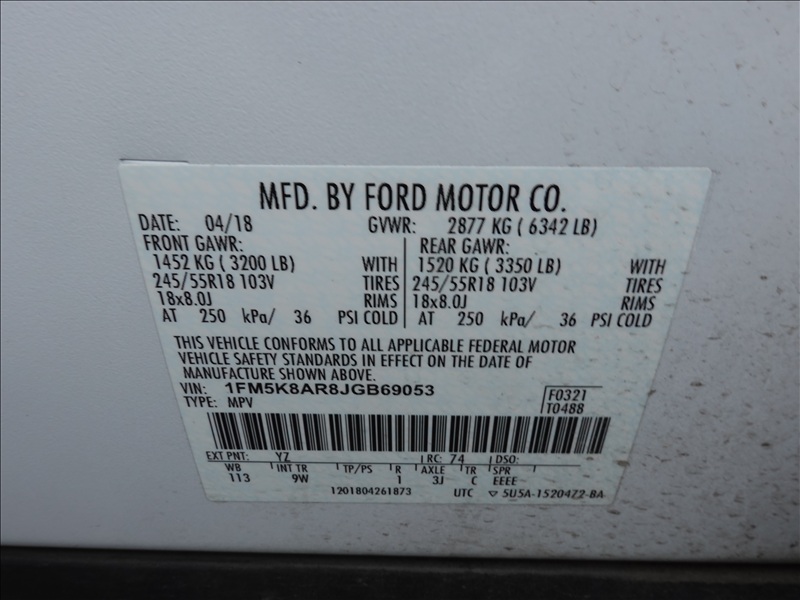 MFD. BY FORD MOTOR CO.
DATE: 04/18 GVWR: 2877 KG ( 6342 LB)
FRONT GAWR: REAR GAWR:
1452 KG ( 3200 LB) WITH 1520 KG ( 3350 LB) WITH
245/55R18 103V TIRES 245/55R18 103V TIRES
18x8.0J RIMS 18x8.0J RIMS
AT 250 kPa/ 36 PSI COLD AT 250 kPa/ 36 PSI COLD
THIS VEHICLE CONFORMS TO ALL APPLICABLE FEDERAL MOTOR
VEHICLE SAFETY STANDARDS IN EFFECT ON THE DATE OF
MANUFACTURE SHOWN ABOVE.
VIN: 1FM5K8AR8JGB69053 F0321
TYPE: MPV T0488
EXT PNT: YZ RC: 74 DSO:
WB INT TR TP/PS R AXLE TR SPR
113 9W 1 3J C EEEE
1201804261873 UTC ▽ 5U5A-1520472-BA